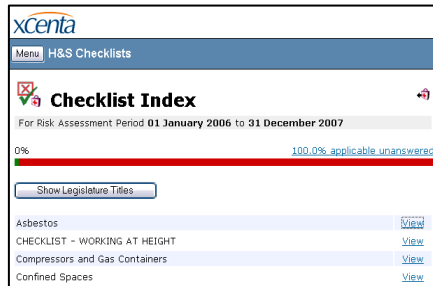 xcenta
Menu H&S Checklists
Checklist Index
For Risk Assessment Period 01 January 2006 to 31 December 2007
0% 100.0% applicable unanswered
Show Legislature Titles
Asbestos View
CHECKLIST - WORKING AT HEIGHT View
Compressors and Gas Containers View
Confined Spaces View